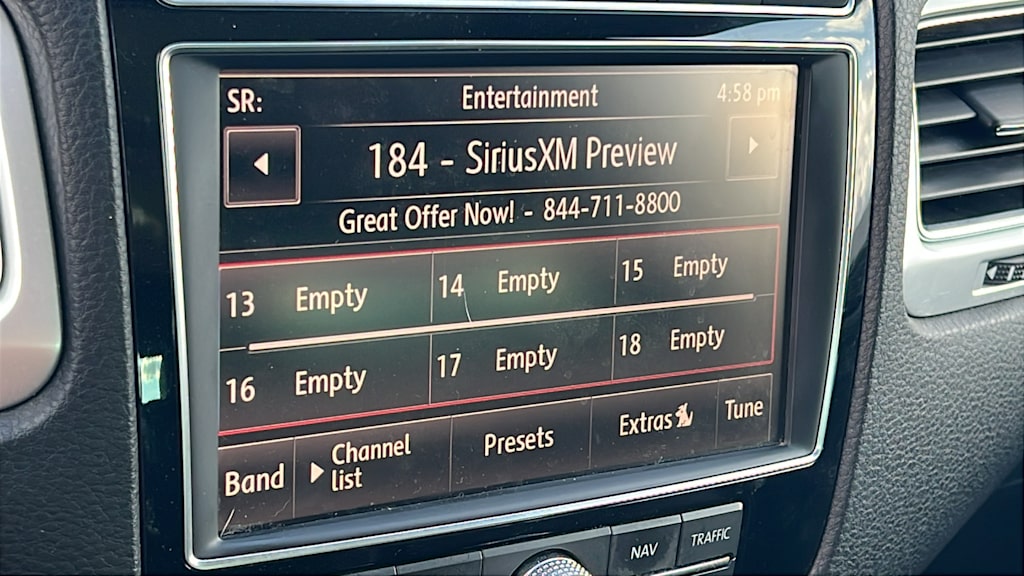 SR: Entertainment 4:58 pm
184 - SiriusXM Preview
Great Offer Now! - 844-711-8800
13 Empty 14 Empty 15 Empty
16 Empty 17 Empty 18 Empty
Band Channel list Presets Extras Tune
NAV TRAFFIC